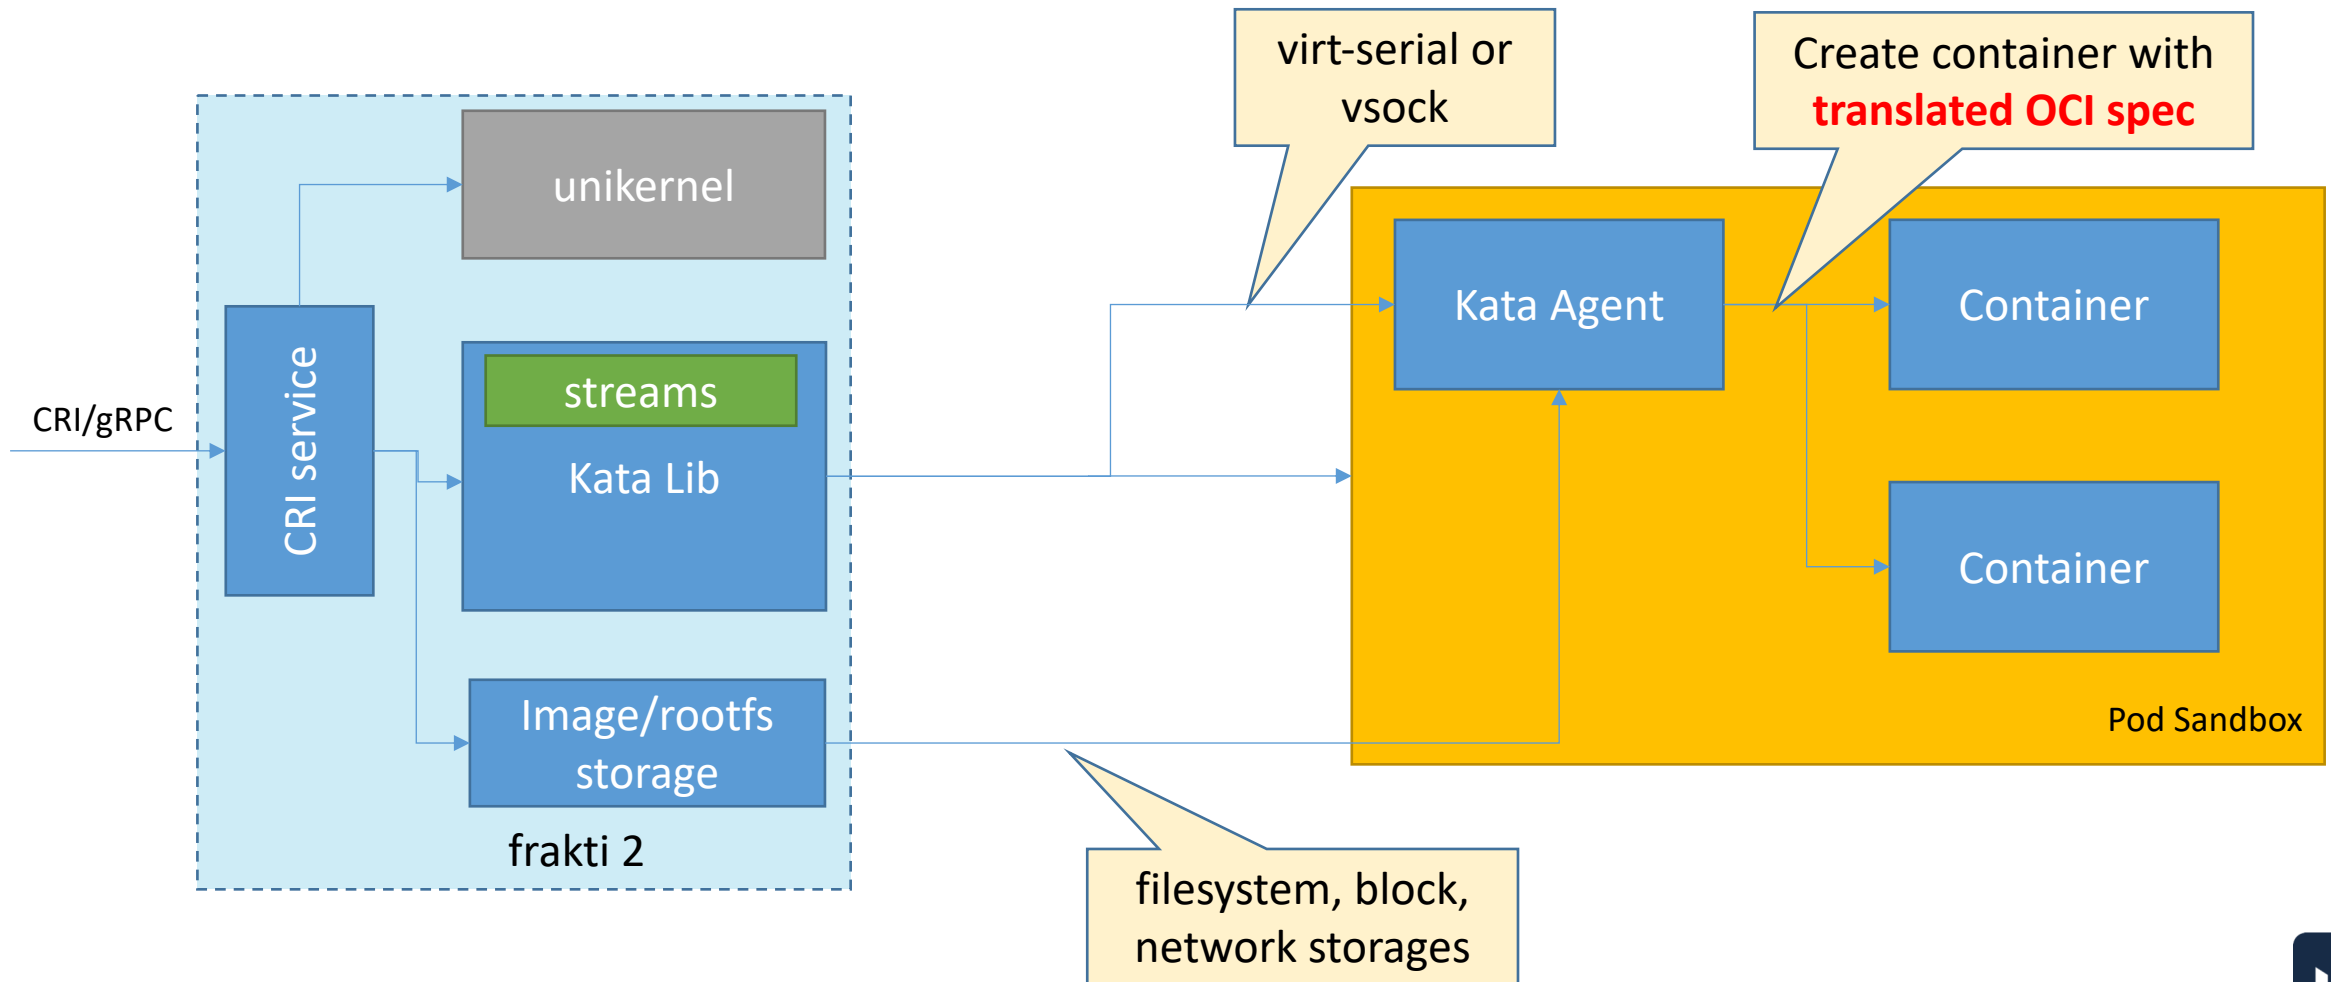 virt-serial or
vsock
Create container with
translated OCI spec
unikernel
CRI/gRPC
CRI service
streams
Kata Lib
Kata Agent
Container
Container
Image/rootfs
storage
Pod Sandbox
frakti 2
filesystem, block,
network storages